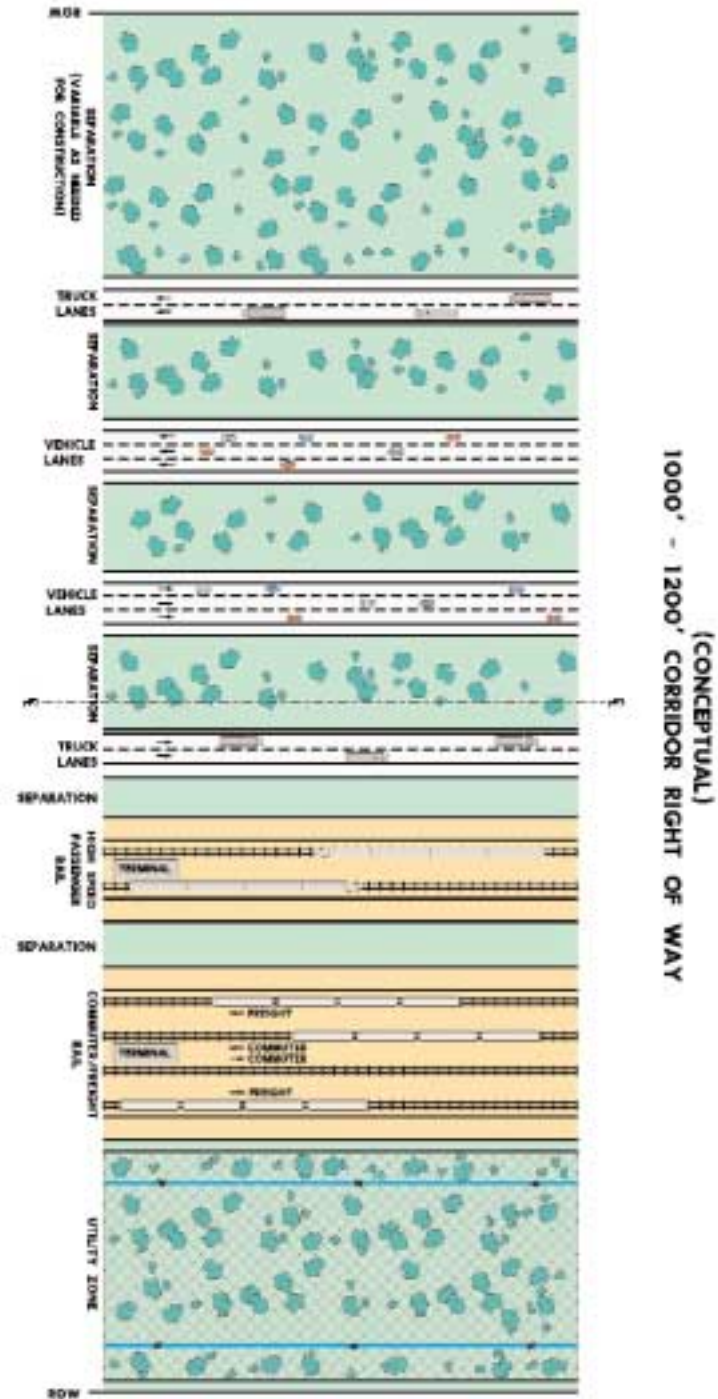 ROW
SEPARATION
(VARIABLE AS NEEDED
FOR CONSTRUCTION)
TRUCK
LANES
SEPARATION
VEHICLE
LANES
SEPARATION
VEHICLE
LANES
SEPARATION
TRUCK
LANES
SEPARATION
HIGH SPEED
PASSENGER
RAIL
TERMINAL
SEPARATION
COMMUTER/FREIGHT
RAIL
FREIGHT
TERMINAL
COMMUTER
COMMUTER
FREIGHT
UTILITY ZONE
ROW
(CONCEPTUAL)
1000' - 1200' CORRIDOR RIGHT OF WAY